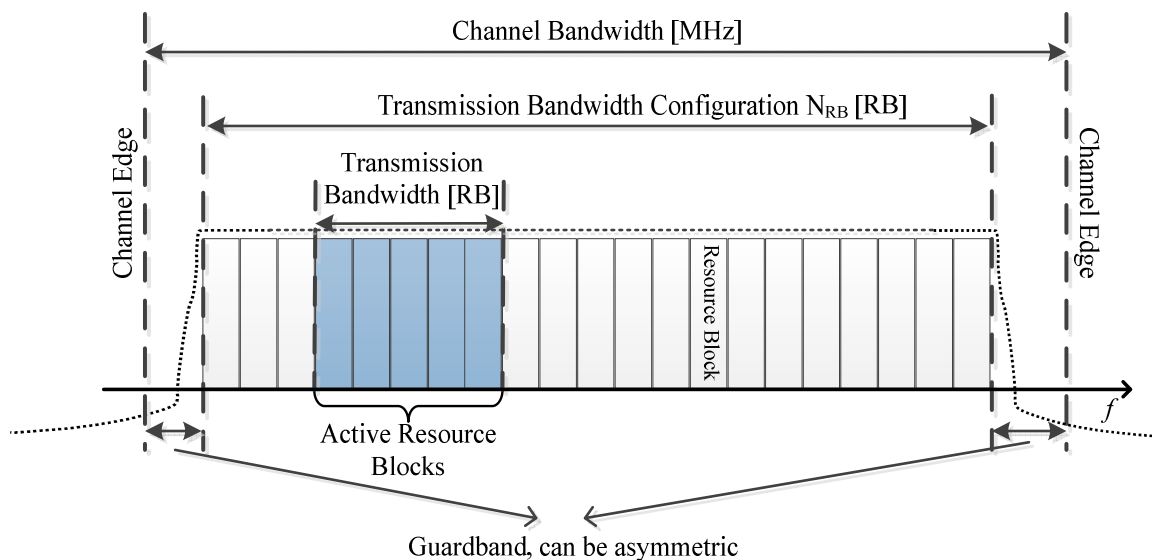 Channel Bandwidth [MHz]
Transmission Bandwidth Configuration NRB [RB]
Transmission
Bandwidth [RB]
Channel Edge
Channel Edge
Resource Block
f
Active Resource
Blocks
Guardband, can be asymmetric